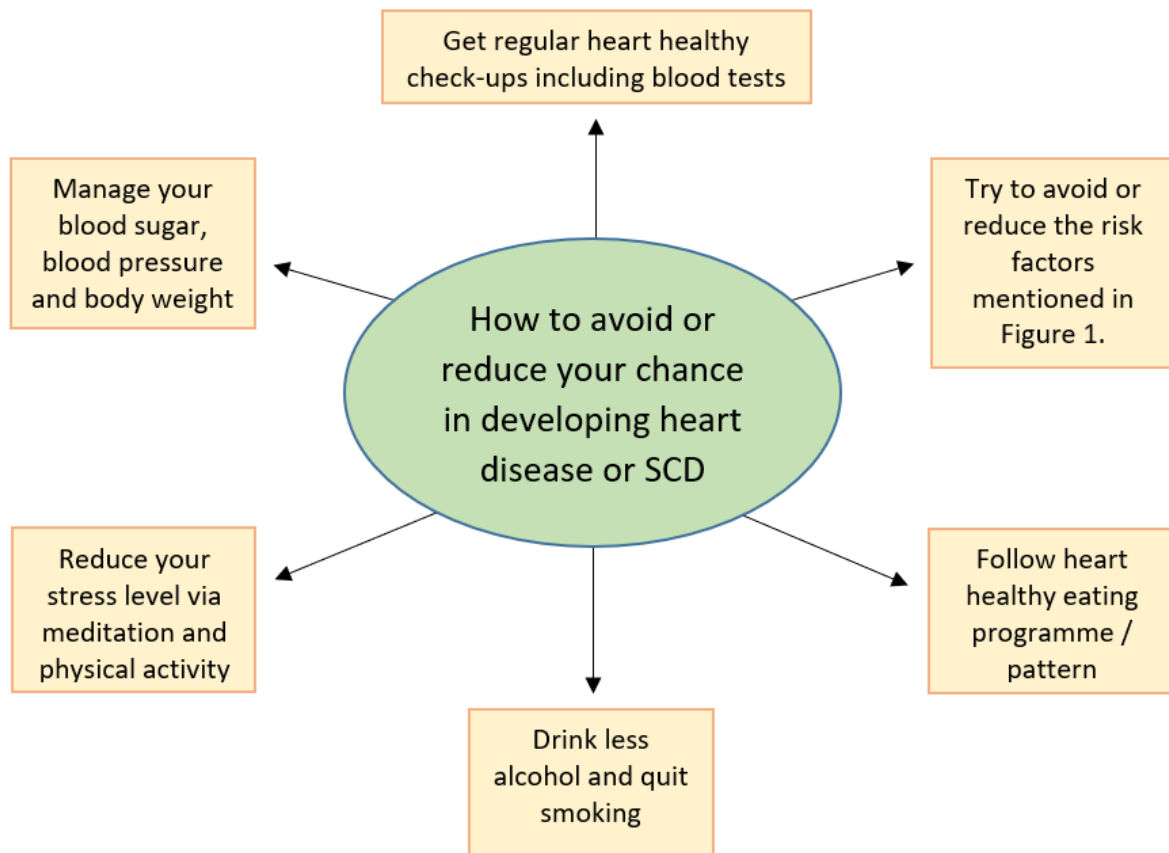 Get regular heart healthy
check-ups including blood tests
Manage your
blood sugar,
blood pressure
and body weight
Try to avoid or
reduce the risk
factors
mentioned in
Figure 1.
How to avoid or
reduce your chance
in developing heart
disease or SCD
Reduce your
stress level via
meditation and
physical activity
Follow heart
healthy eating
programme /
pattern
Drink less
alcohol and quit
smoking